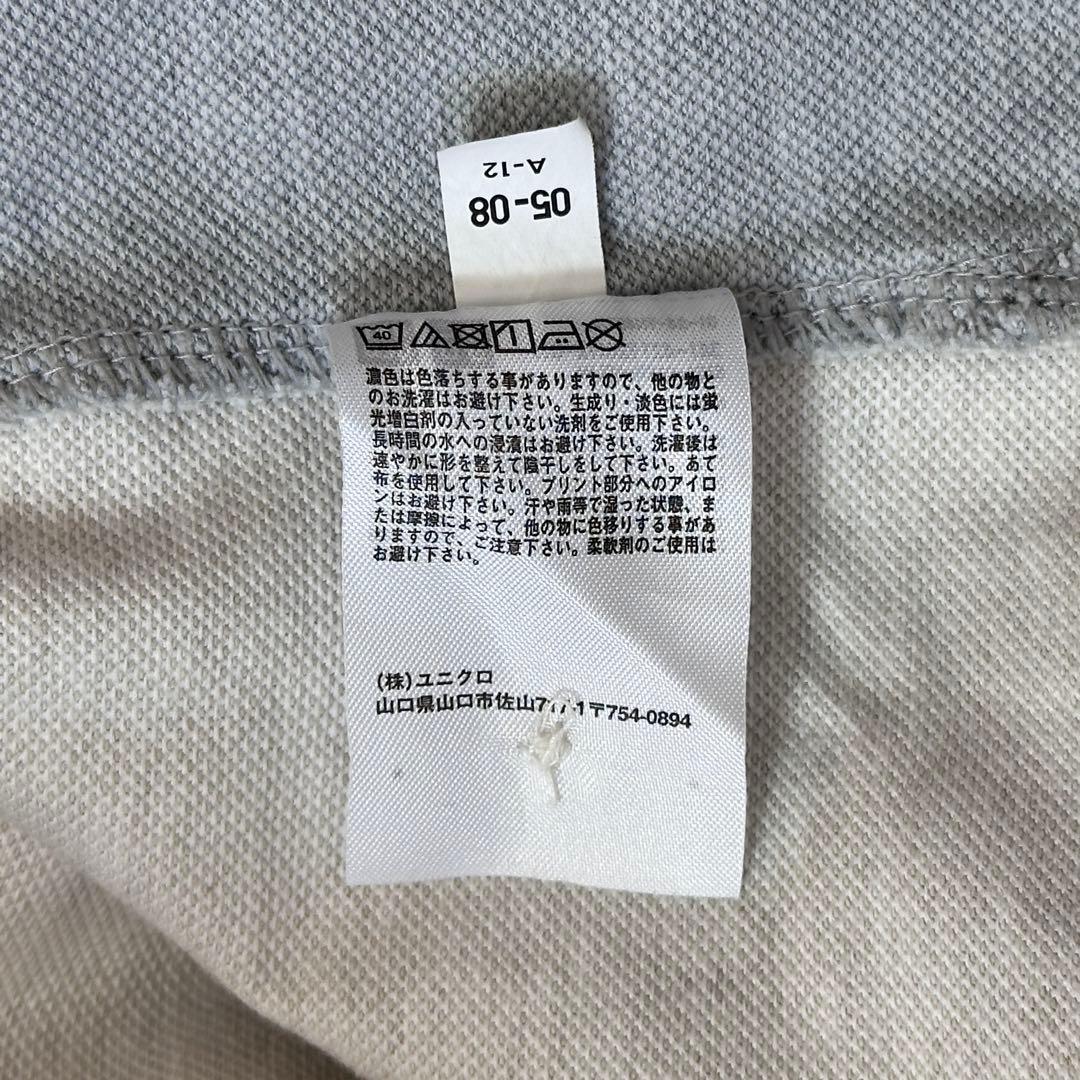 A-12
05-08
40
濃色は色落ちする事がありますので、他の物と
のお洗濯はお避け下さい。生成り・淡色には蛍
光増白剤の入っていない洗剤をご使用下さい。
長時間の水への浸漬はお避け下さい。洗濯後は
速やかに形を整えて陰干しをして下さい。あて
布を使用して下さい。プリント部分へのアイロ
ンはお避け下さい。汗や雨等で湿った状態、ま
たは摩擦によって、他の物に色移りする事があ
りますので、ご注意下さい。柔軟剤のご使用は
お避け下さい。
(株)ユニクロ
山口県山口市佐山717-1〒754-0894